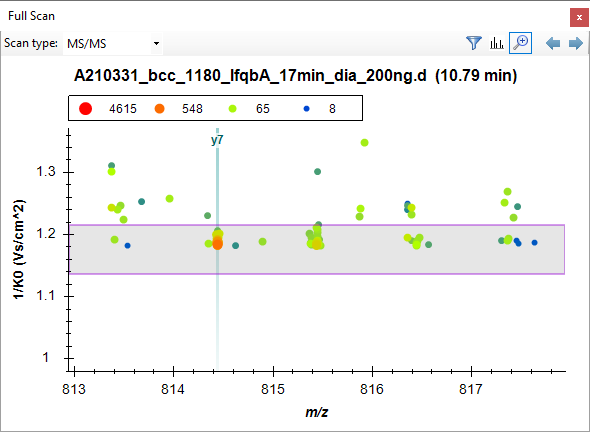 Full Scan
x
Scan type: MS/MS
A210331_bcc_1180_lfqbA_17min_dia_200ng.d (10.79 min)
4615 548 65 8
y7
1.3
1.2
1.1
1
1/K0 (Vs/cm^2)
813 814 815 816 817
m/z